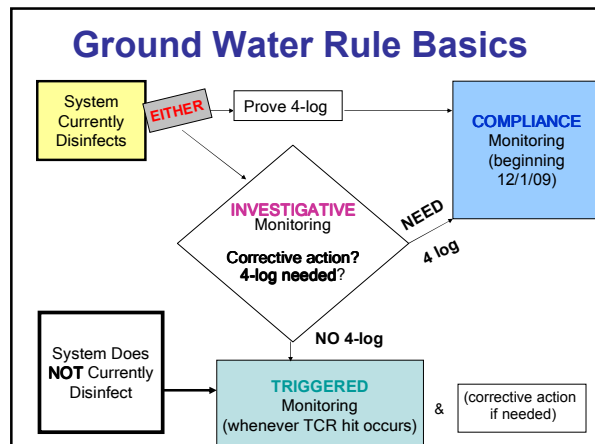 Ground Water Rule Basics
System
Currently
Disinfects
EITHER
Prove 4-log
COMPLIANCE
Monitoring
(beginning
12/1/09)
INVESTIGATIVE
Monitoring
Corrective action?
4-log needed?
NEED
4 log
NO 4-log
System Does
NOT Currently
Disinfect
TRIGGERED
Monitoring
(whenever TCR hit occurs)
&
(corrective action
if needed)